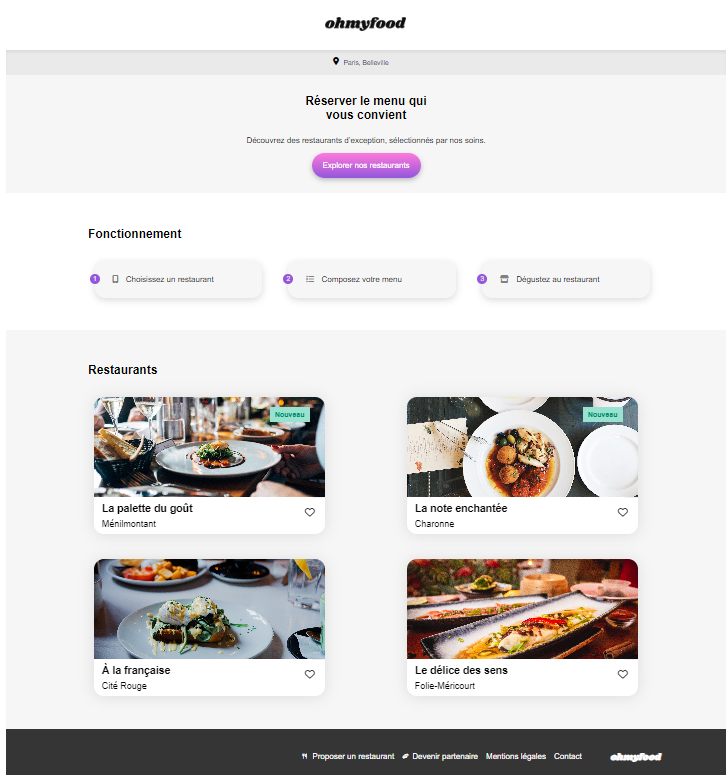 ohmyfood
Paris, Belleville
Réserver le menu qui
vous convient
Découvrez des restaurants d'exception, sélectionnés par nos soins.
Explorer nos restaurants
Fonctionnement
1 Choisissez un restaurant
2 Composez votre menu
3 Dégustez au restaurant
Restaurants
Nouveau
La palette du goût
Ménilmontant
Nouveau
La note enchantée
Charonne
À la française
Cité Rouge
Le délice des sens
Folie-Méricourt
Proposer un restaurant Devenir partenaire Mentions légales Contact ohmyfood